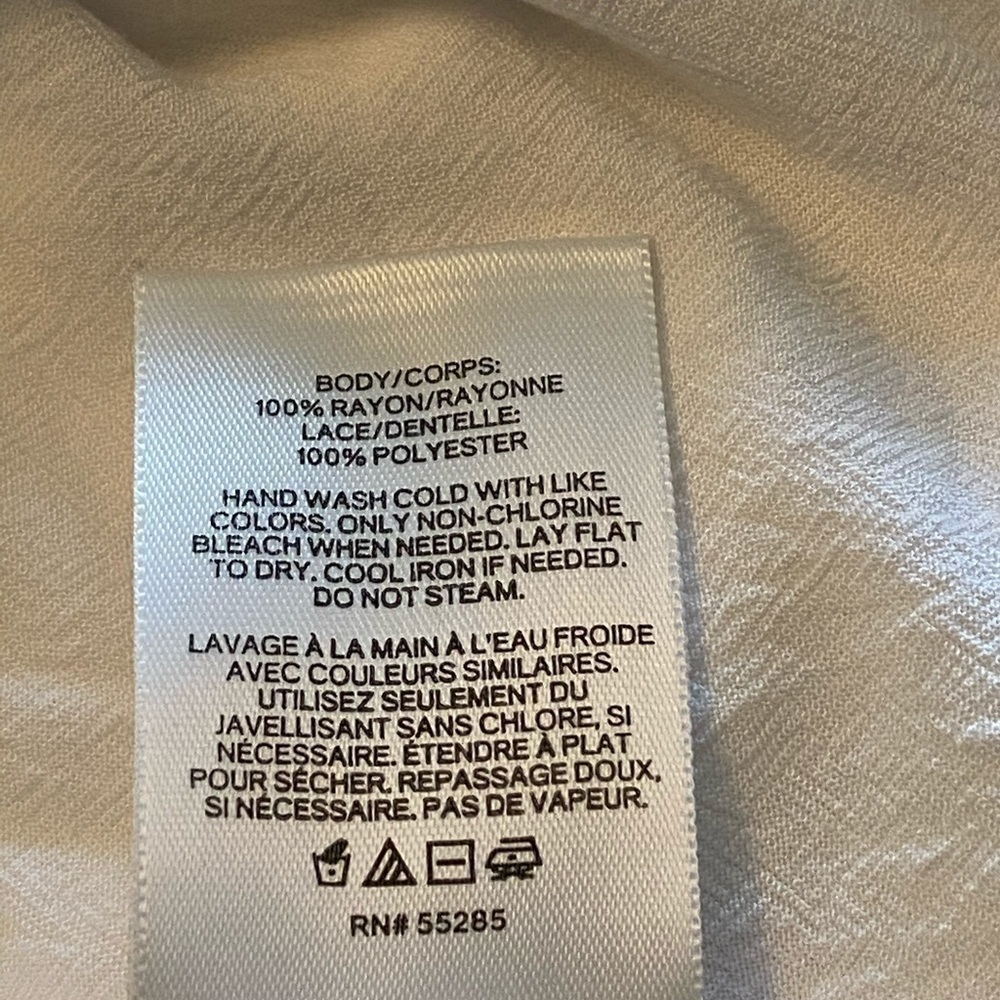 BODY/CORPS:
100% RAYON/RAYONNE
LACE/DENTELLE:
100% POLYESTER
HAND WASH COLD WITH LIKE
COLORS. ONLY NON-CHLORINE
BLEACH WHEN NEEDED. LAY FLAT
TO DRY. COOL IRON IF NEEDED.
DO NOT STEAM.
LAVAGE À LA MAIN À L'EAU FROIDE
AVEC COULEURS SIMILAIRES.
UTILISEZ SEULEMENT DU
JAVELLISANT SANS CHLORE, SI
NÉCESSAIRE. ÉTENDRE À PLAT
POUR SÉCHER. REPASSAGE DOUX,
SI NÉCESSAIRE. PAS DE VAPEUR.
RN# 55285